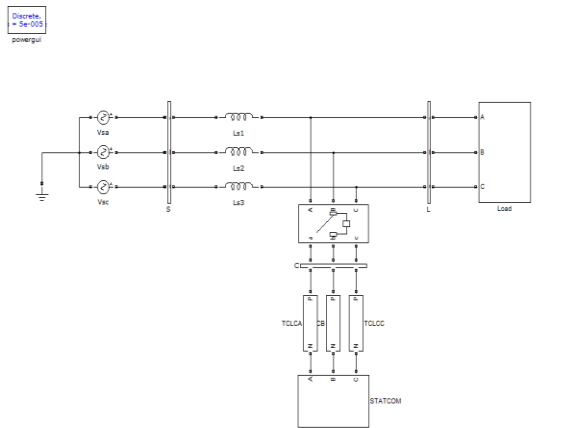 Discrete,
= 5e-005
powergui
Vsa
Vsb
Vsc
S
Ls1
Ls2
Ls3
L
A
B
C
Load
A
B
C
C
P
P
P
TCLCA
CB
TCLCC
N
N
N
A
B
C
STATCOM